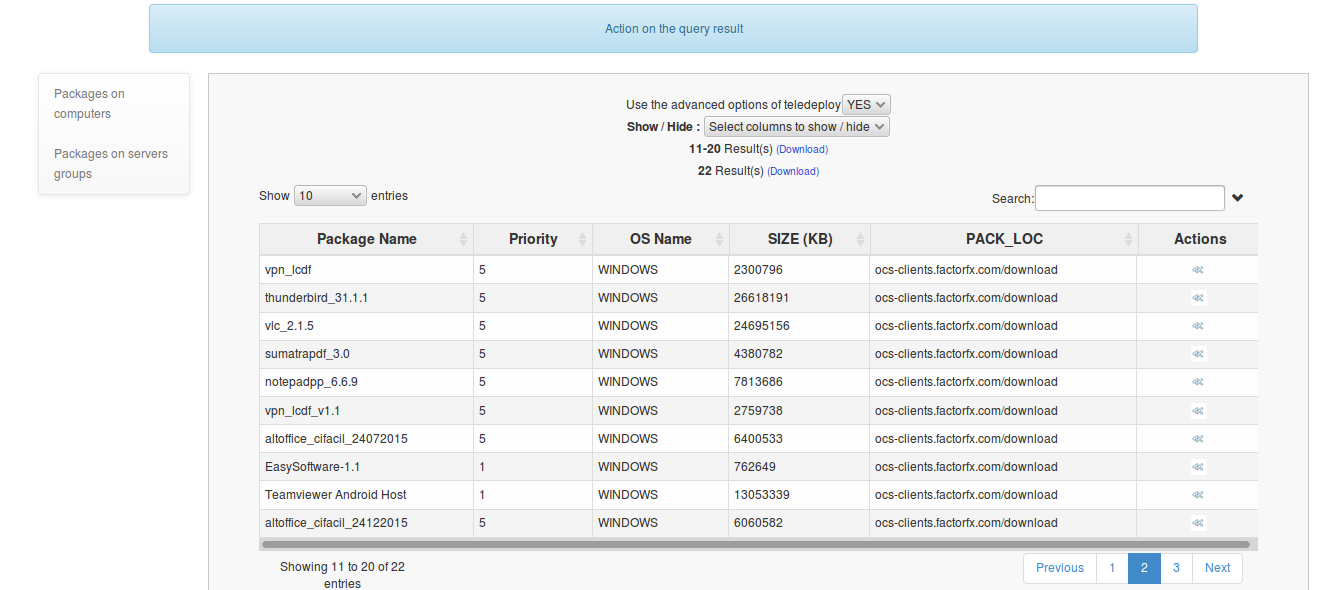 Action on the query result
Packages on
computers
Packages on servers
groups
Use the advanced options of teledeploy YES
Show / Hide : Select columns to show / hide
11-20 Result(s) (Download)
22 Result(s) (Download)
Show 10 entries
Search:
Package Name Priority OS Name SIZE (KB) PACK_LOC Actions
vpn_lcdf 5 WINDOWS 2300796 ocs-clients.factorfx.com/download
thunderbird_31.1.1 5 WINDOWS 26618191 ocs-clients.factorfx.com/download
vlc_2.1.5 5 WINDOWS 24695156 ocs-clients.factorfx.com/download
sumatrapdf_3.0 5 WINDOWS 4380782 ocs-clients.factorfx.com/download
notepadpp_6.6.9 5 WINDOWS 7813686 ocs-clients.factorfx.com/download
vpn_lcdf_v1.1 5 WINDOWS 2759738 ocs-clients.factorfx.com/download
altoffice_cifacil_24072015 5 WINDOWS 6400533 ocs-clients.factorfx.com/download
EasySoftware-1.1 1 WINDOWS 762649 ocs-clients.factorfx.com/download
Teamviewer Android Host 1 WINDOWS 13053339 ocs-clients.factorfx.com/download
altoffice_cifacil_24122015 5 WINDOWS 6060582 ocs-clients.factorfx.com/download
Showing 11 to 20 of 22
entries
Previous 1 2 3 Next